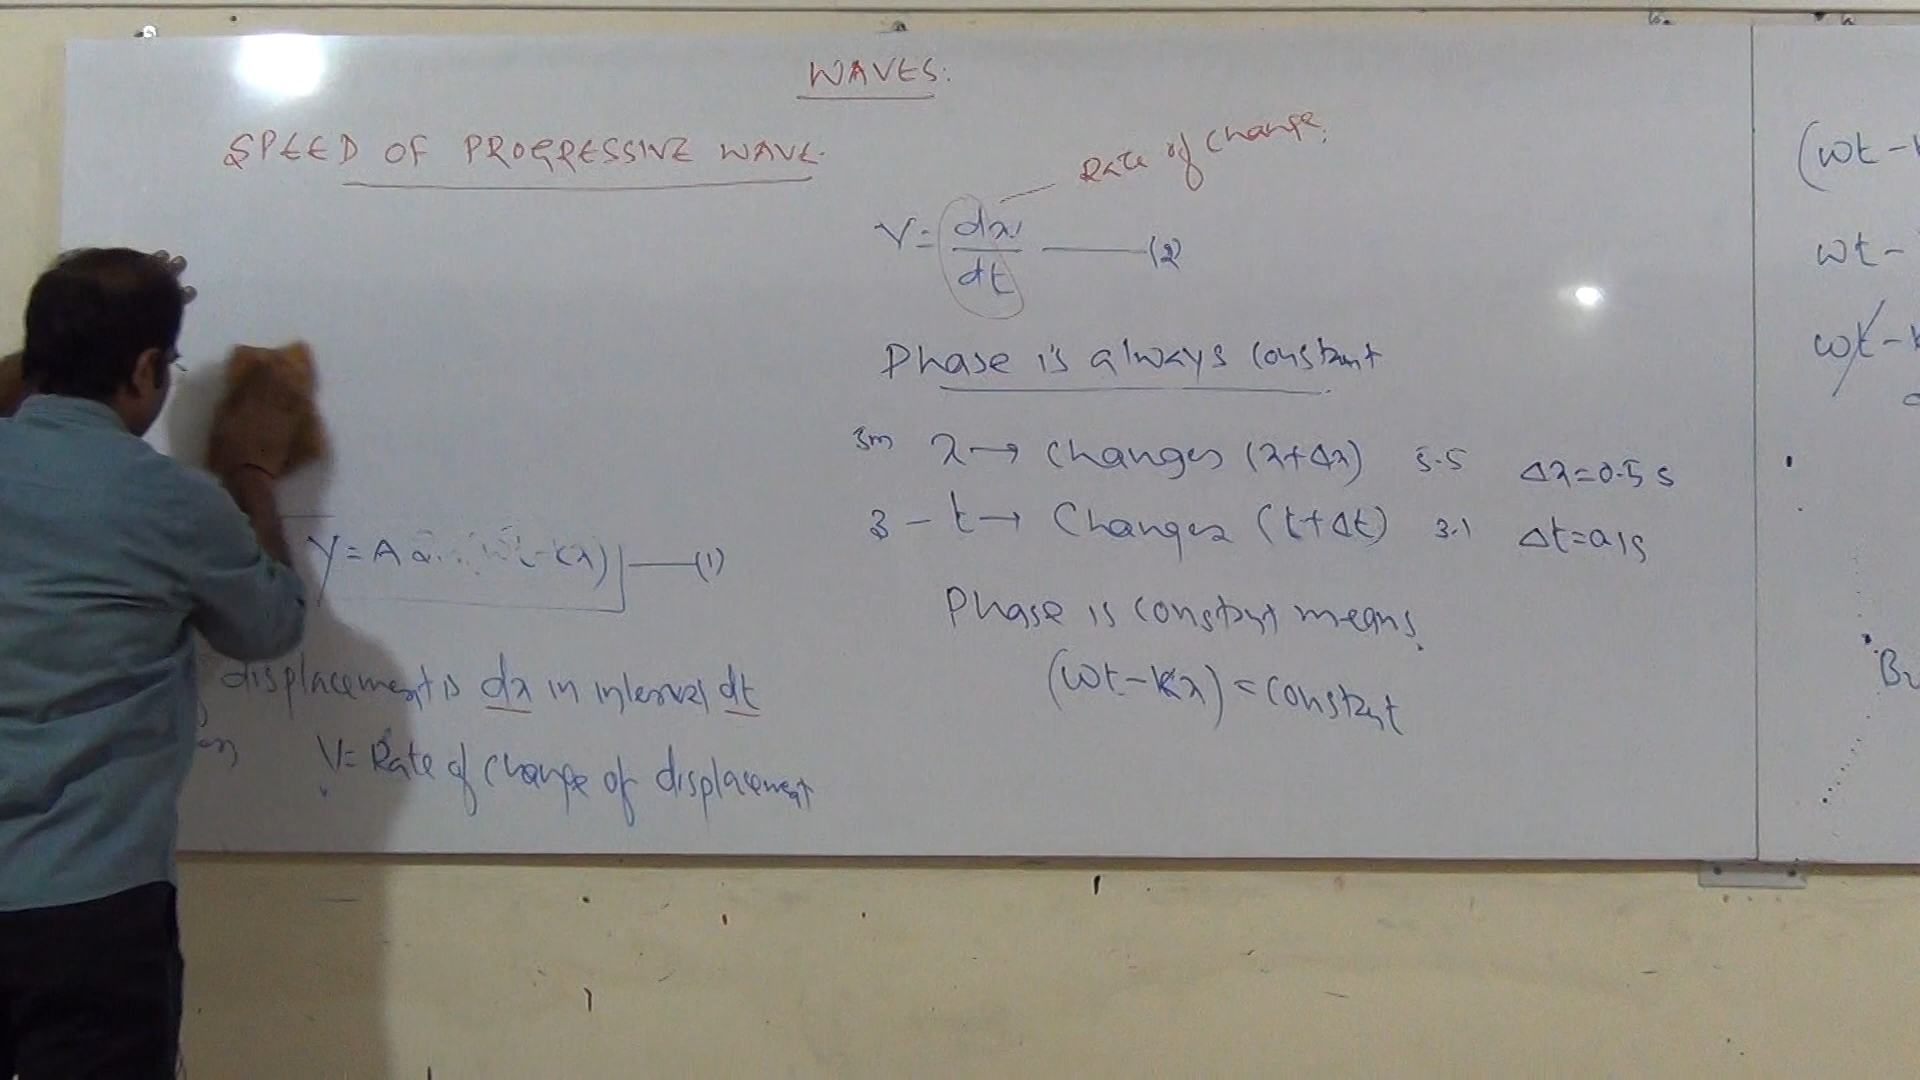 WAVES:
SPEED OF PROGRESSIVE WAVE.
Y=A (ωt-kx) —(1)
displacement is dx in interval dt
V= Rate of change of displacement
Rate of change.
V= dx/dt —(2)
Phase is always constant
x→ changes (x+Δx) 5.5 Δx=0.5 s
3 - t→ Changes (t+Δt) 3.1 Δt=0.1s
Phase is constant means.
(ωt-kx)=constant
(ωt-
ωt-
ωt-